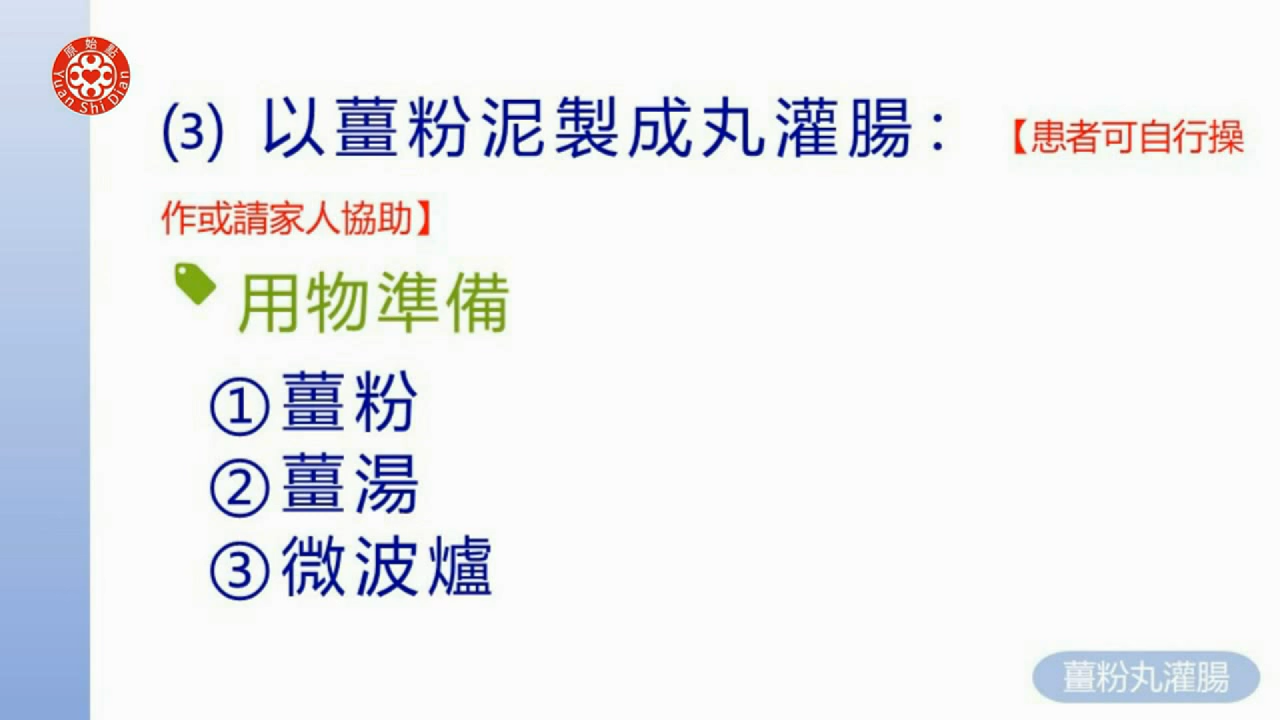 原始點
Yuan Shi Dian
(3) 以薑粉泥製成丸灌腸：【患者可自行操
作或請家人協助】
用物準備
①薑粉
②薑湯
③微波爐
薑粉丸灌腸